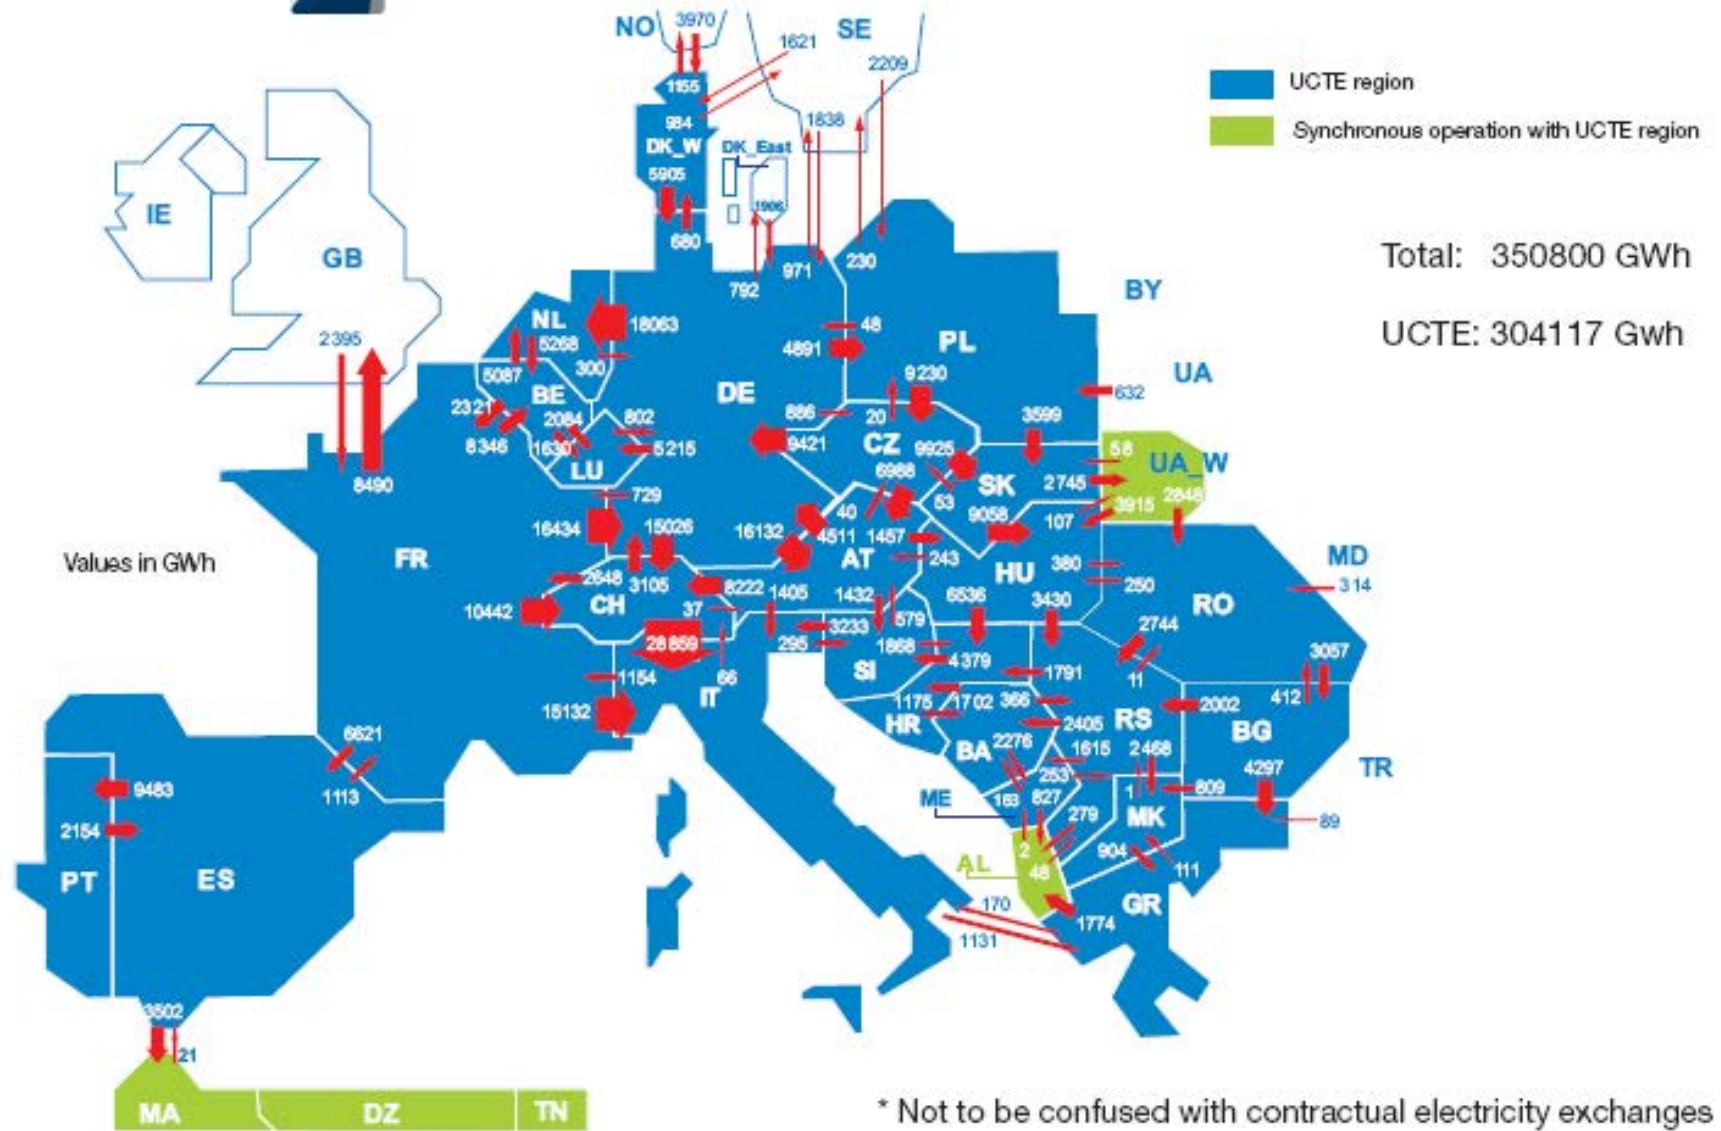 NO 3970 SE
1621
2209
1155
984
1838
DK_W DK_East
5905
1906
680
971 230
792
UCTE region
Synchronous operation with UCTE region
Total: 350800 GWh
UCTE: 304117 Gwh
IE
GB
2395
8490
BY
UA
NL 18063
5268
300
5087
BE
2321
8346
2084 802
1630 5215
LU
DE
48
4891
PL
9230
632
886 20
3599
9421
CZ
9925
6988
53
SK
58
UA_W
2745
3915 2848
107
9058
729
16434
15026
16132
40
4511 1457
AT
243
HU
380
250
MD
314
Values in GWh
FR
2648 3105 8222 1405
10442
CH
37
1432
579
6536 3430
RO
28659
295 3233
1868
4379
2744
11
3057
412
1154
66
SI
1791
15132
IT
1175 1702 366
HR
2405
RS
2002
BG
BA 2276
1615 2468
253
4297
TR
6621
1113
9483
2154
ME
163 827
279
1
MK
809
89
904
111
AL
2
48
PT ES
170
1131
GR
1774
3502
21
MA DZ TN
* Not to be confused with contractual electricity exchanges